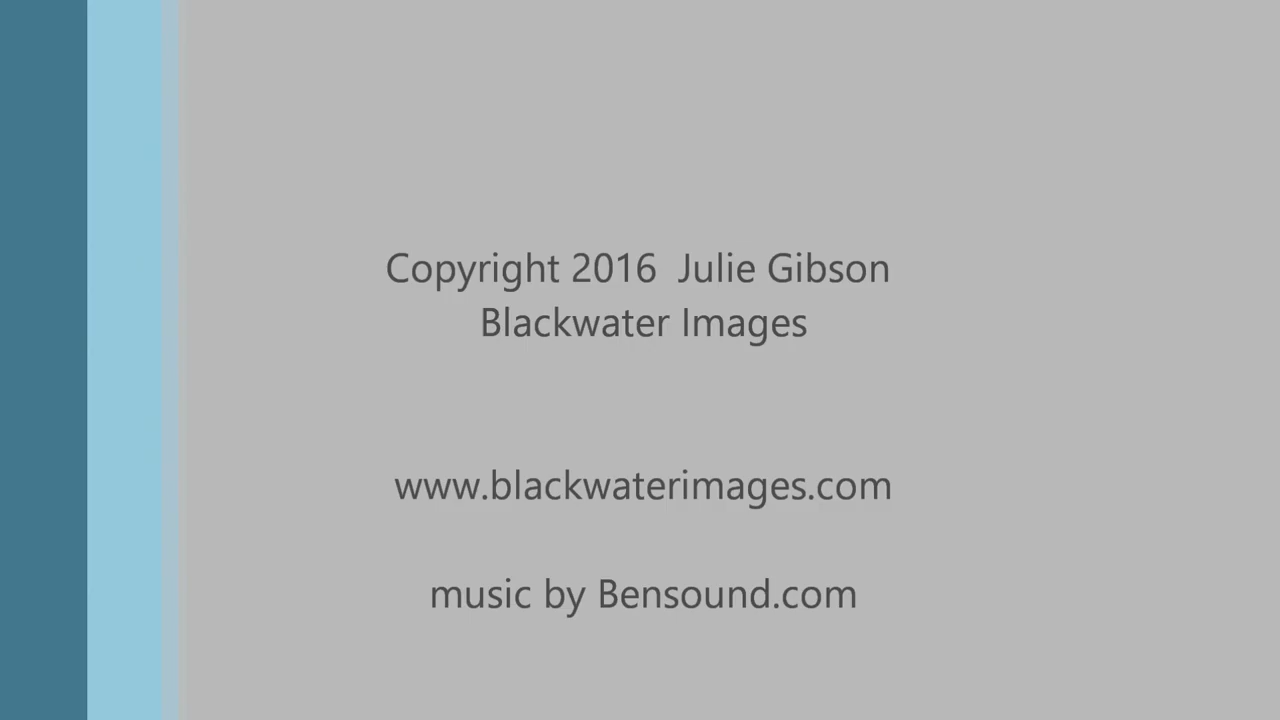 Copyright 2016  Julie Gibson
Blackwater Images
www.blackwaterimages.com
music by Bensound.com